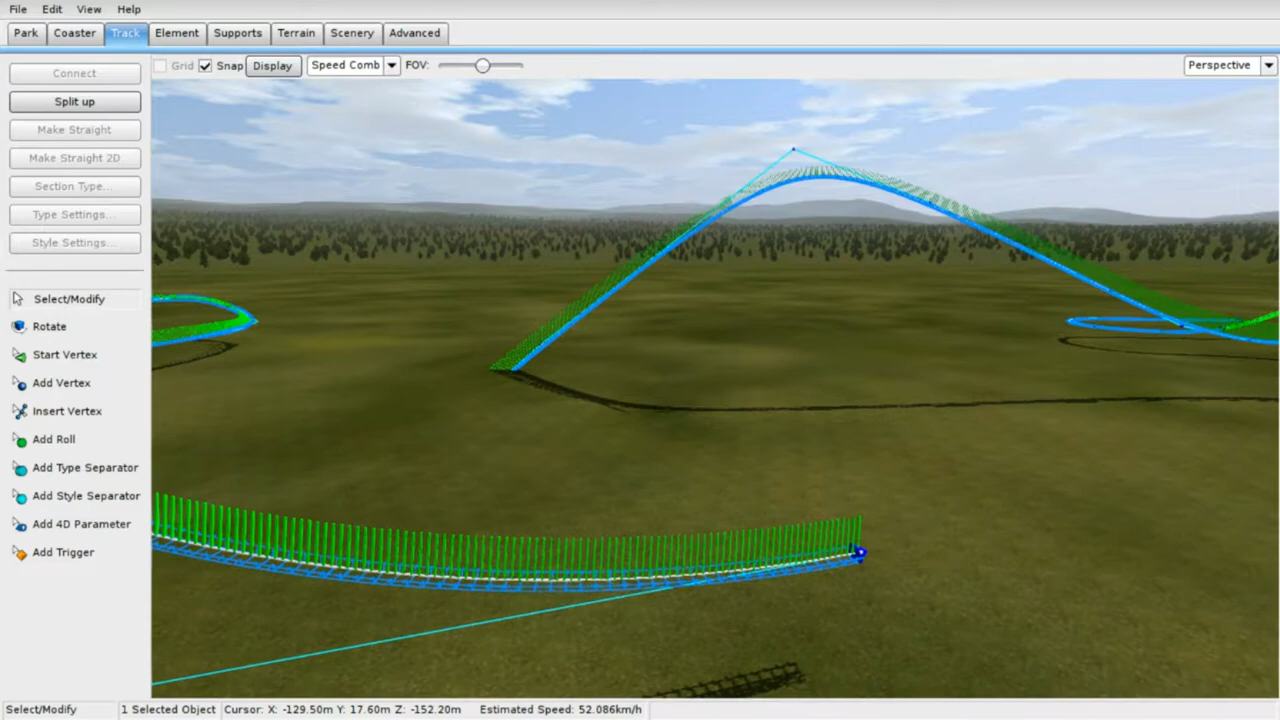 File Edit View Help
Park Coaster Track Element Supports Terrain Scenery Advanced
Grid Snap Display Speed Comb FOV: Perspective
Connect
Split up
Make Straight
Make Straight 2D
Section Type...
Type Settings...
Style Settings...
Select/Modify
Rotate
Start Vertex
Add Vertex
Insert Vertex
Add Roll
Add Type Separator
Add Style Separator
Add 4D Parameter
Add Trigger
Select/Modify 1 Selected Object Cursor: X: -129.50m Y: 17.60m Z: -152.20m Estimated Speed: 52.086km/h